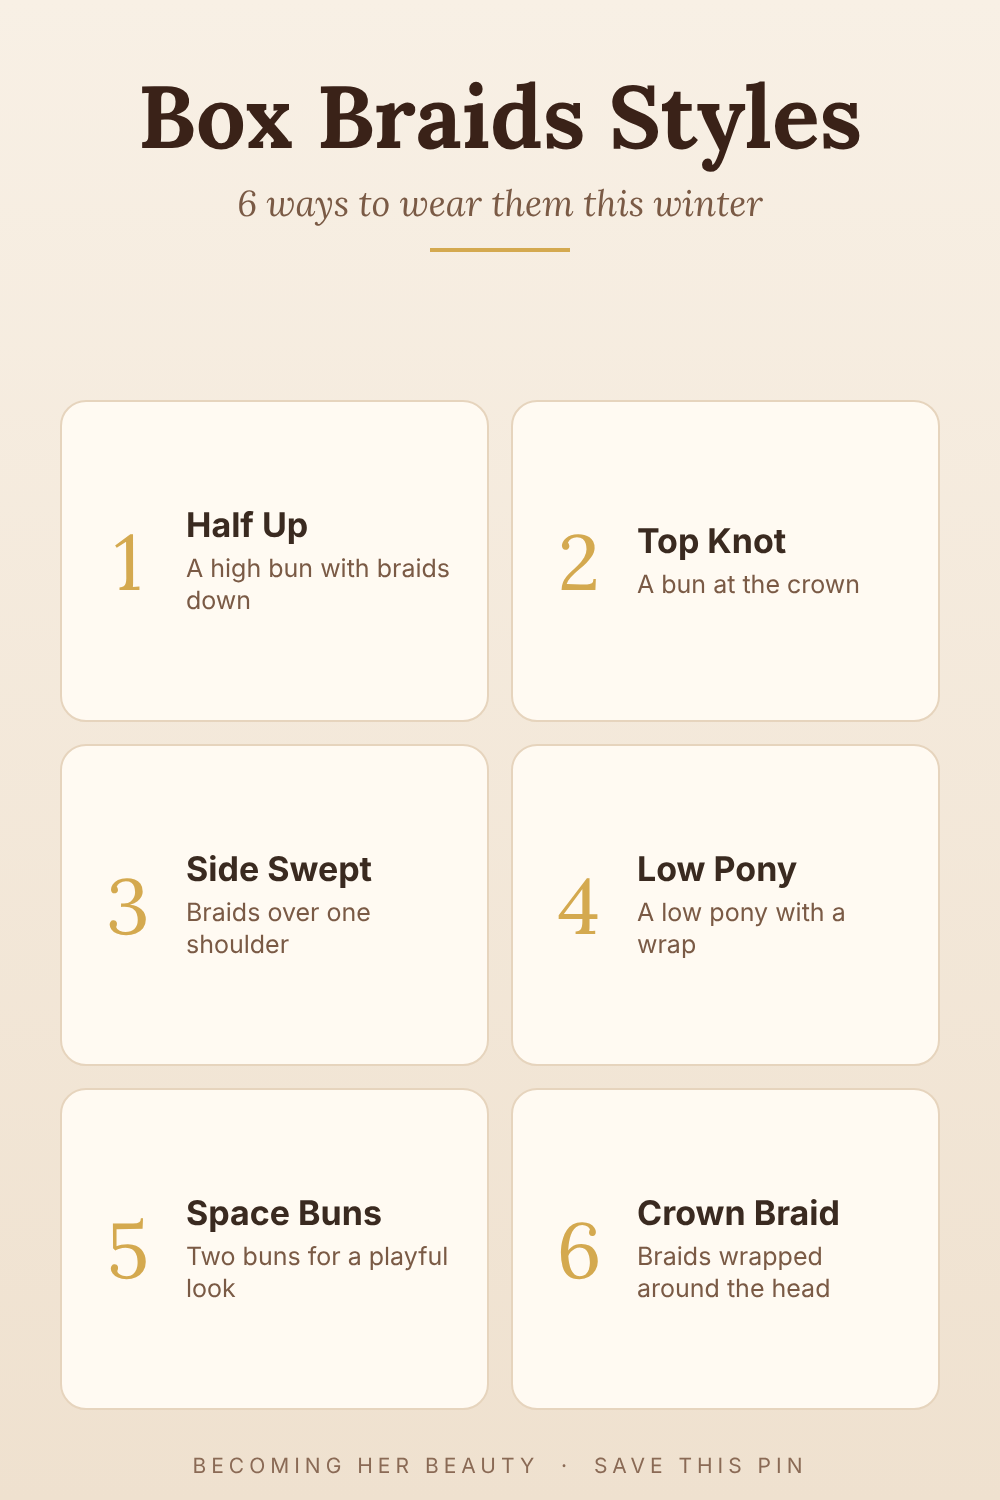 Box Braids Styles
6 ways to wear them this winter
1
Half Up
A high bun with braids
down
2
Top Knot
A bun at the crown
3
Side Swept
Braids over one
shoulder
4
Low Pony
A low pony with a
wrap
5
Space Buns
Two buns for a playful
look
6
Crown Braid
Braids wrapped
around the head
BECOMING HER BEAUTY · SAVE THIS PIN